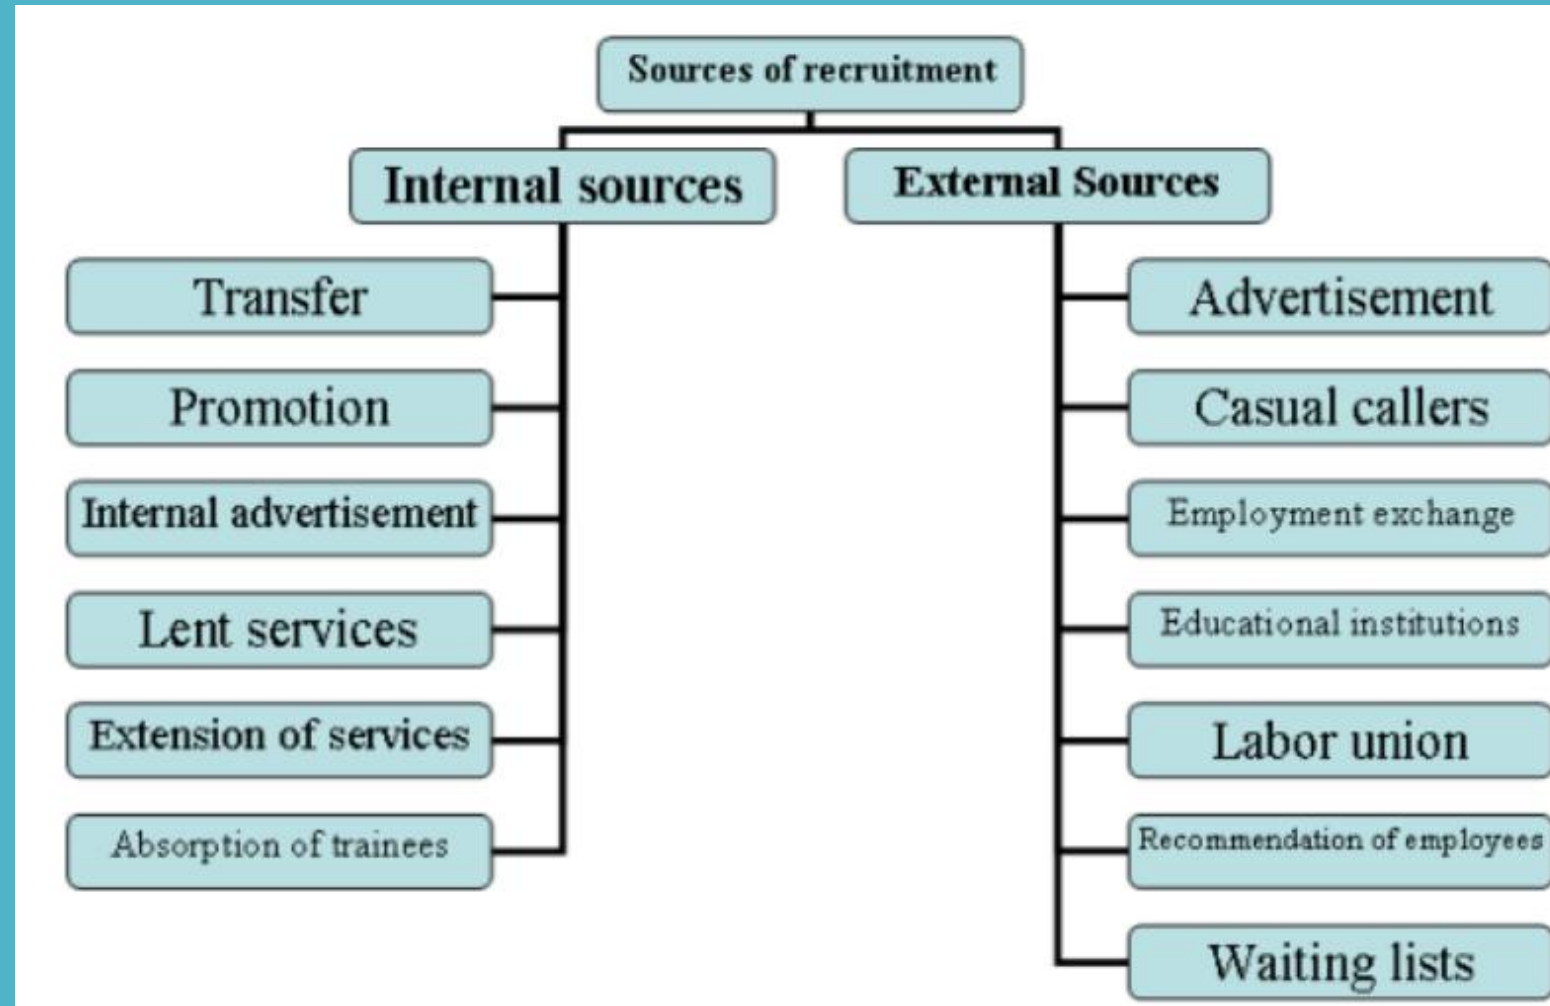 Sources of recruitment
Internal sources
External Sources
Transfer
Promotion
Internal advertisement
Lent services
Extension of services
Absorption of trainees
Advertisement
Casual callers
Employment exchange
Educational institutions
Labor union
Recommendation of employees
Waiting lists